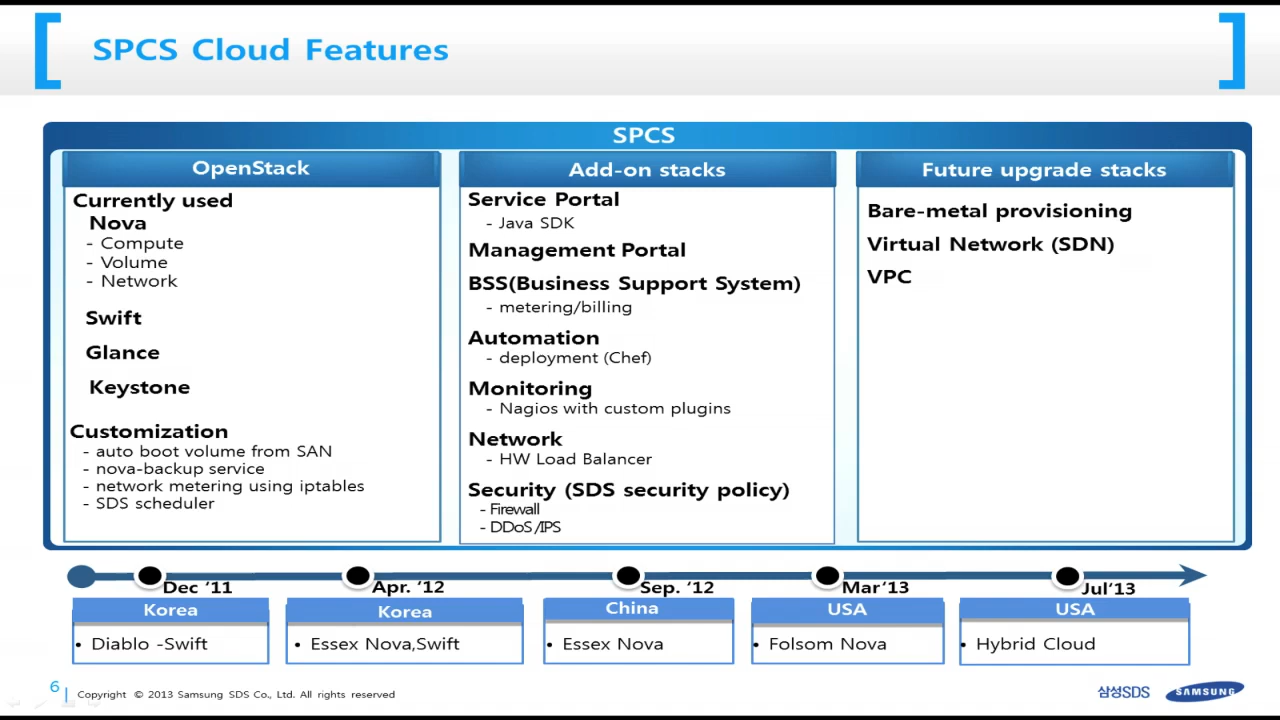 SPCS Cloud Features
SPCS
OpenStack
Currently used
Nova
- Compute
- Volume
- Network
Swift
Glance
Keystone
Customization
- auto boot volume from SAN
- nova-backup service
- network metering using iptables
- SDS scheduler
Add-on stacks
Service Portal
- Java SDK
Management Portal
BSS(Business Support System)
- metering/billing
Automation
- deployment (Chef)
Monitoring
- Nagios with custom plugins
Network
- HW Load Balancer
Security (SDS security policy)
- Firewall
- DDoS/IPS
Future upgrade stacks
Bare-metal provisioning
Virtual Network (SDN)
VPC
Dec ‘11
Korea
• Diablo -Swift
Apr. ‘12
Korea
• Essex Nova,Swift
Sep. ‘12
China
• Essex Nova
Mar‘13
USA
• Folsom Nova
Jul‘13
USA
• Hybrid Cloud
6
Copyright © 2013 Samsung SDS Co., Ltd. All rights reserved
삼성SDS
SAMSUNG